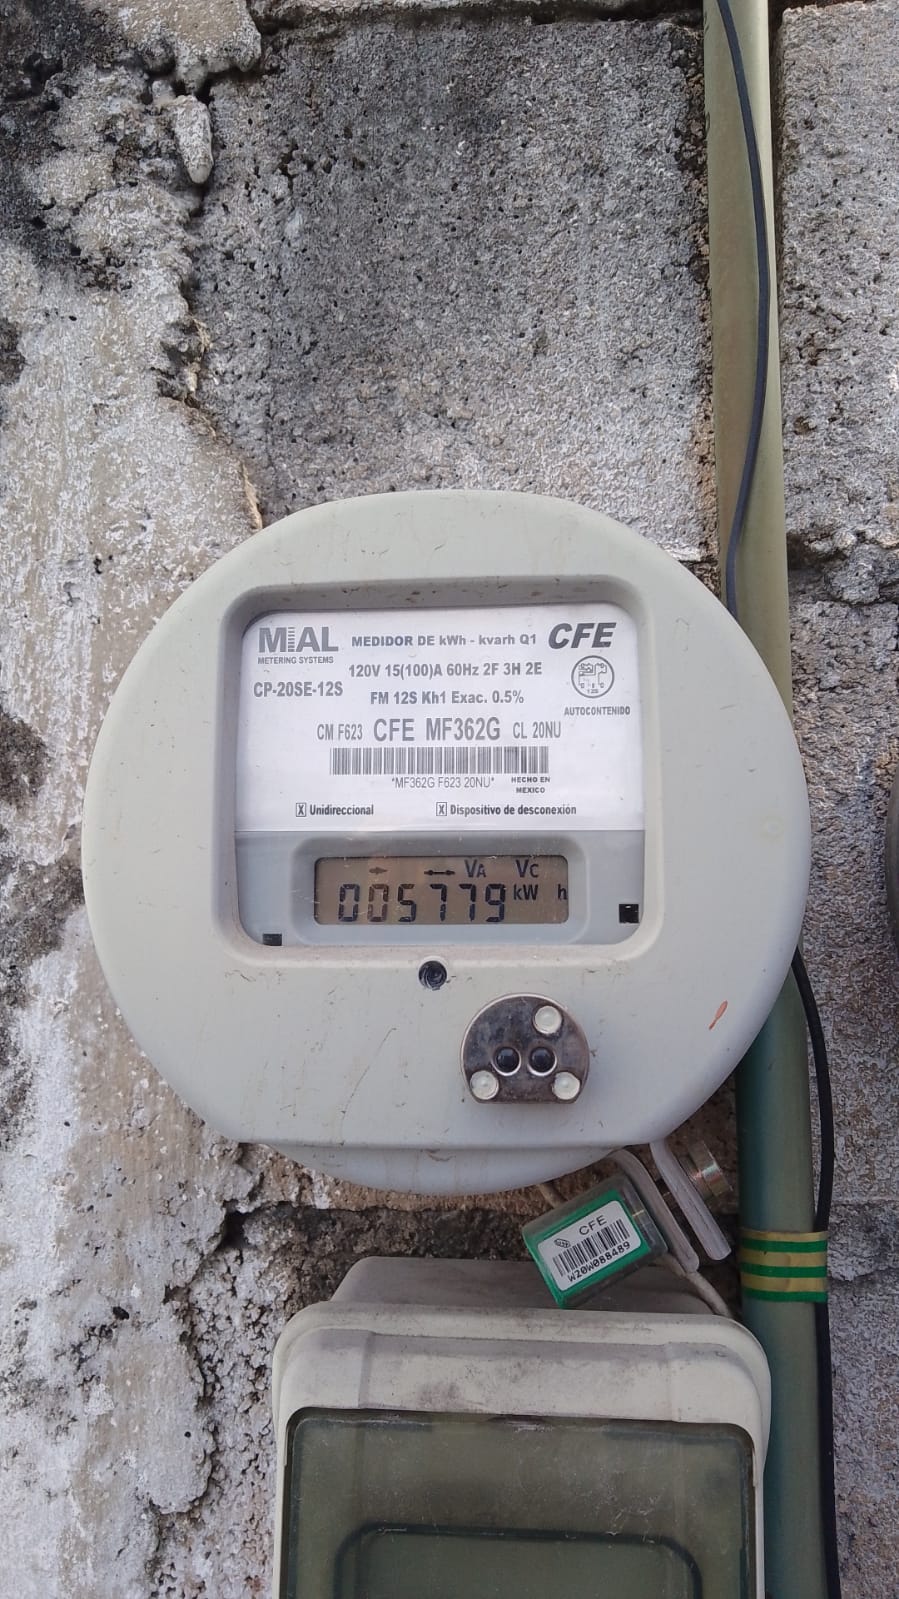 MIAL
METERING SYSTEMS
MEDIDOR DE kWh - kvarh Q1
CFE
120V 15(100)A 60Hz 2F 3H 2E
CP-20SE-12S
FM 12S Kh1 Exac. 0.5%
12S
AUTOCONTENIDO
CM F623 CFE MF362G CL 20NU
*MF362G F623 20NU*
HECHO EN
MEXICO
X Unidireccional
X Dispositivo de desconexión
VA VC
005779 kW h
CFE
W20W088489